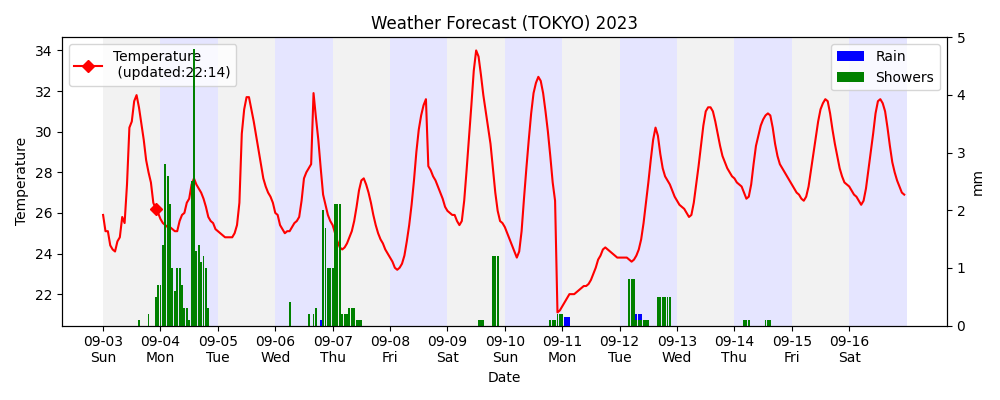 Weather Forecast (TOKYO) 2023
Temperature
(updated:22:14)
Rain
Showers
Temperature
34
32
30
28
26
24
22
5
4
3
2
1
0
mm
09-03 09-04 09-05 09-06 09-07 09-08 09-09 09-10 09-11 09-12 09-13 09-14 09-15 09-16
Sun Mon Tue Wed Thu Fri Sat Sun Mon Tue Wed Thu Fri Sat
Date